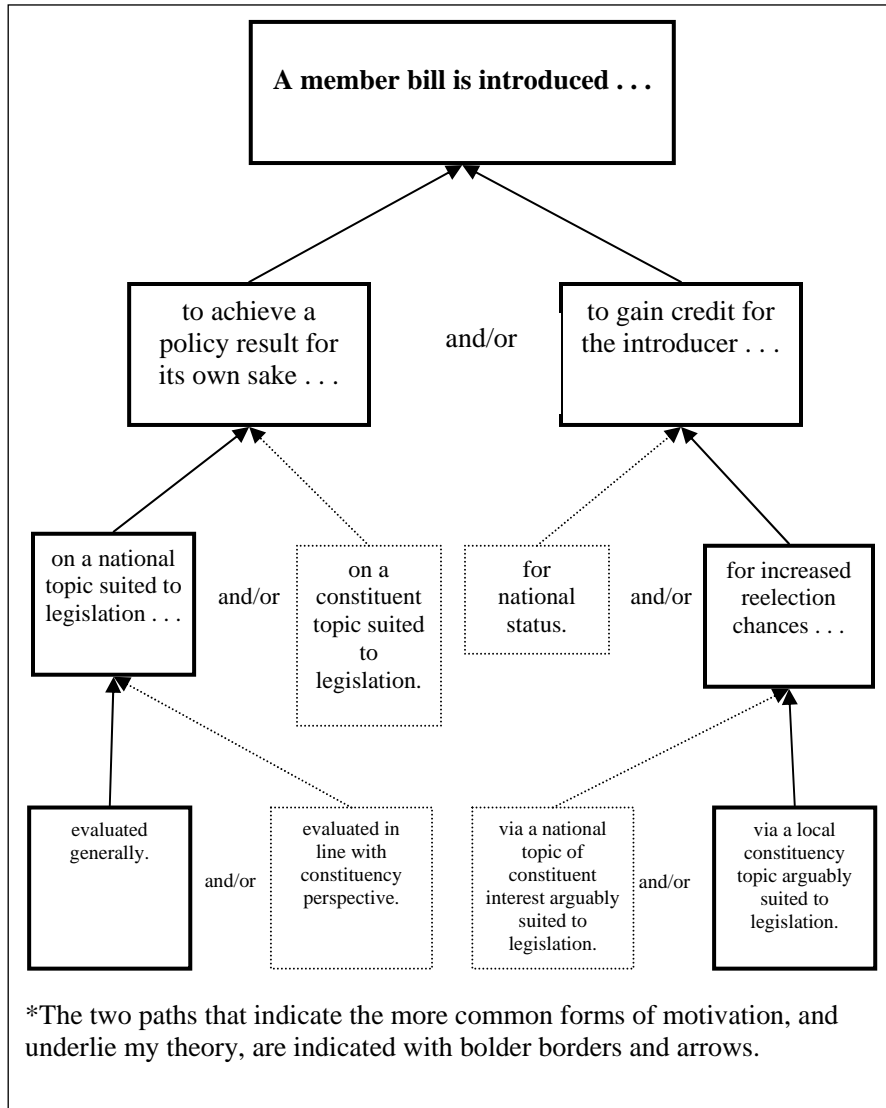 A member bill is introduced . . .
to achieve a
policy result for
its own sake . . .
and/or
to gain credit for
the introducer . . .
on a national
topic suited to
legislation . . .
and/or
on a
constituent
topic suited
to
legislation.
for
national
status.
and/or
for increased
reelection
chances . . .
evaluated
generally.
and/or
evaluated in
line with
constituency
perspective.
via a national
topic of
constituent
interest arguably
suited to
legislation.
and/or
via a local
constituency
topic arguably
suited to
legislation.
*The two paths that indicate the more common forms of motivation, and
underlie my theory, are indicated with bolder borders and arrows.